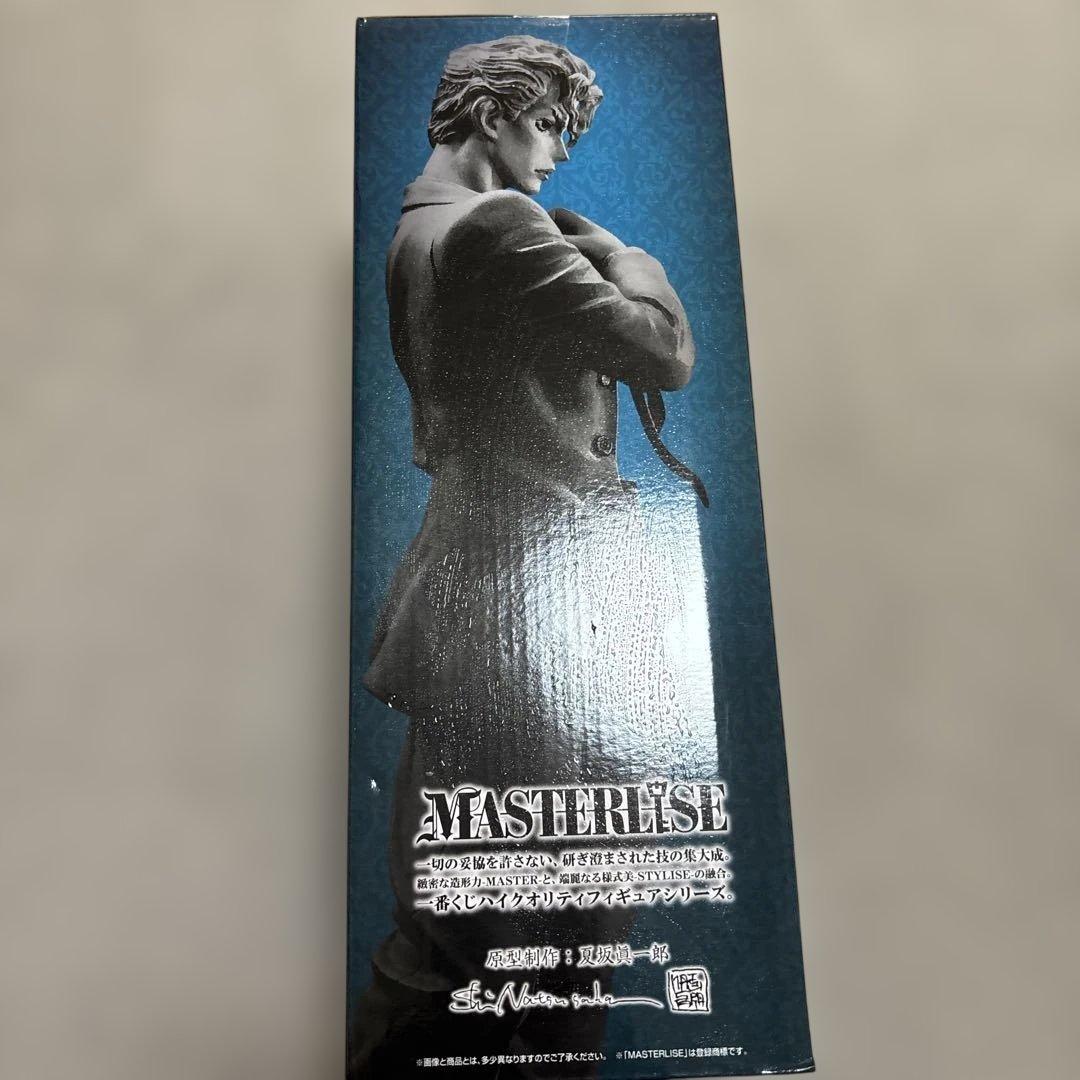 MASTERLISE
一切の妥協を許さない、研ぎ澄まされた技の集大成。
緻密な造形力-MASTER-と、端麗なる様式美-STYLISE-の融合。
一番くじハイクオリティフィギュアシリーズ。
原型制作：夏坂眞一郎
Shin Natsusaka
※画像と商品とは、多少異なりますのでご了承ください。 ※「MASTERLISE」は登録商標です。